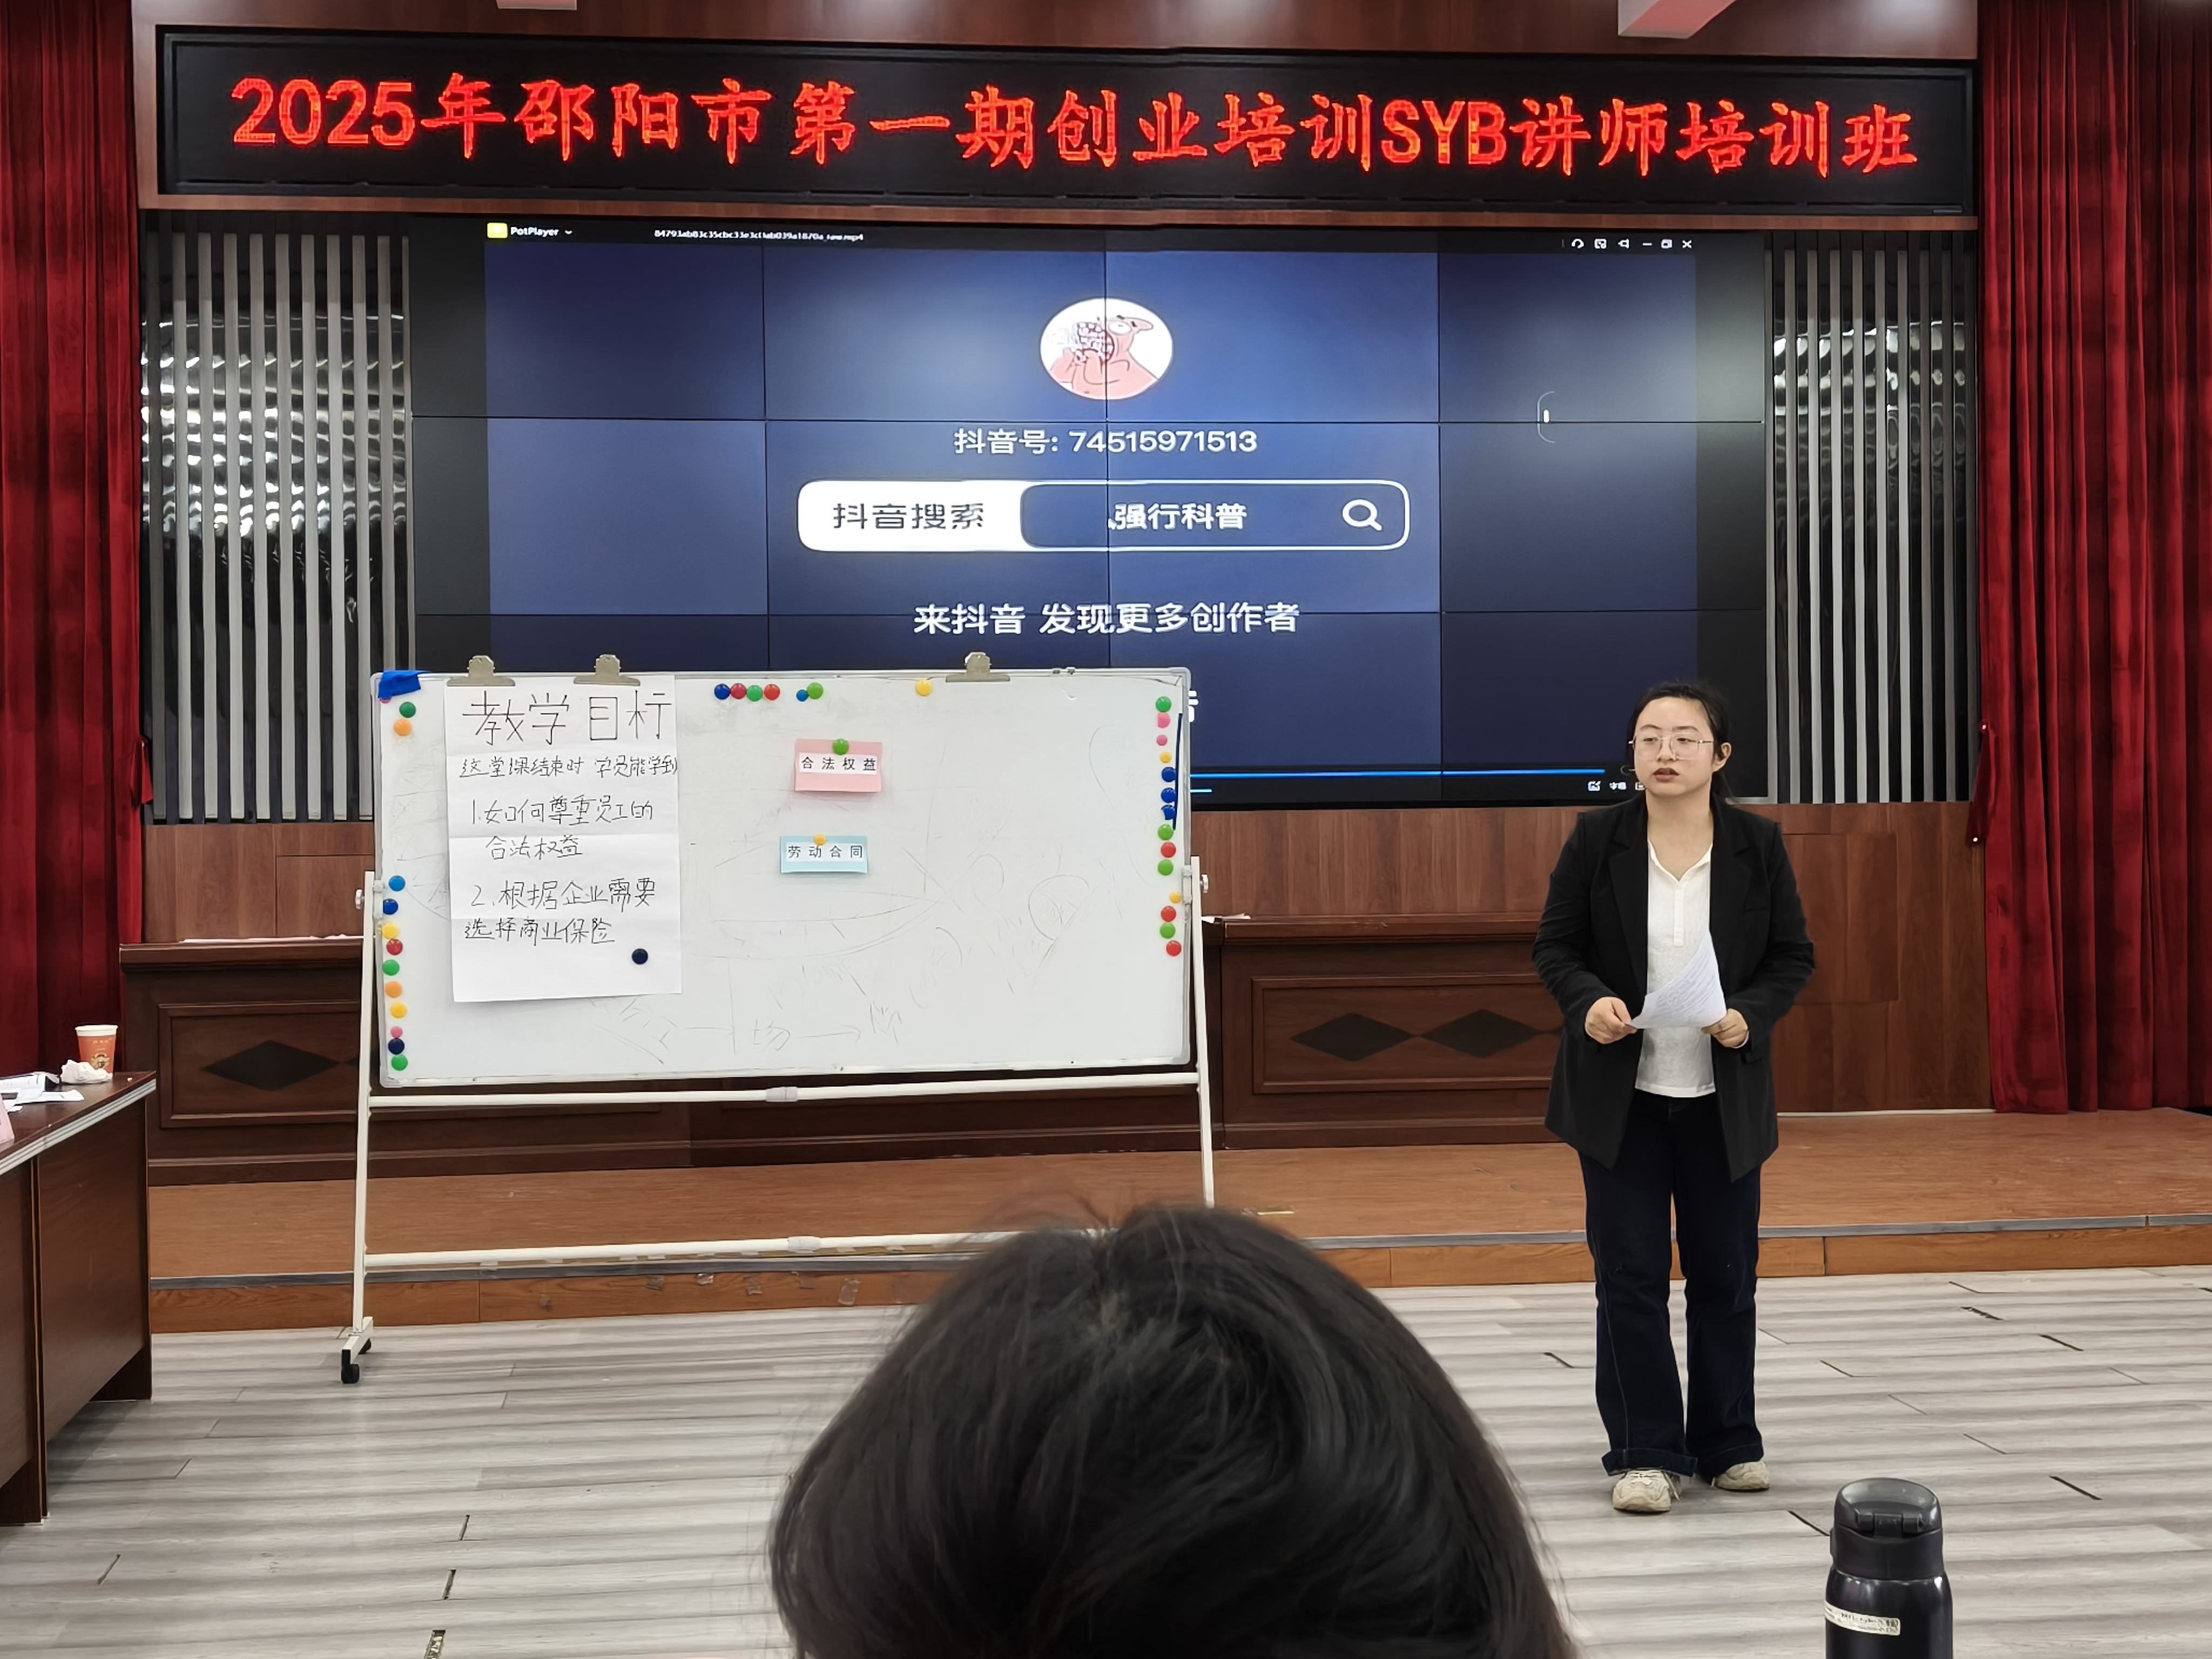 2025年邵阳市第一期创业培训SYB讲师培训班
PotPlayer
抖音号: 74515971513
抖音搜索
强行科普
来抖音 发现更多创作者
教学目标
这堂课结束时 学员能学到
1.如何尊重员工的
合法权益
2.根据企业需要
选择商业保险
合法权益
劳动合同
字幕